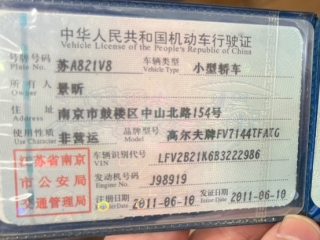 中华人民共和国机动车行驶证
Vehicle License of the People's Republic of China
号牌号码 苏A821V8 车辆类型 小型轿车
Plate No. Vehicle Type
所有人 景昕
Owner
住址 南京市鼓楼区中山北路154号
Address
使用性质 非营运 品牌型号 高尔夫牌FV7144TFATG
Use Character Model
江苏省南京
市公安局
交通管理局
车辆识别代号 LFV2B21K6B3222986
VIN
发动机号码 J98919
Engine No.
注册日期 2011-06-10 发证日期 2011-06-10
Register Date Issue Date